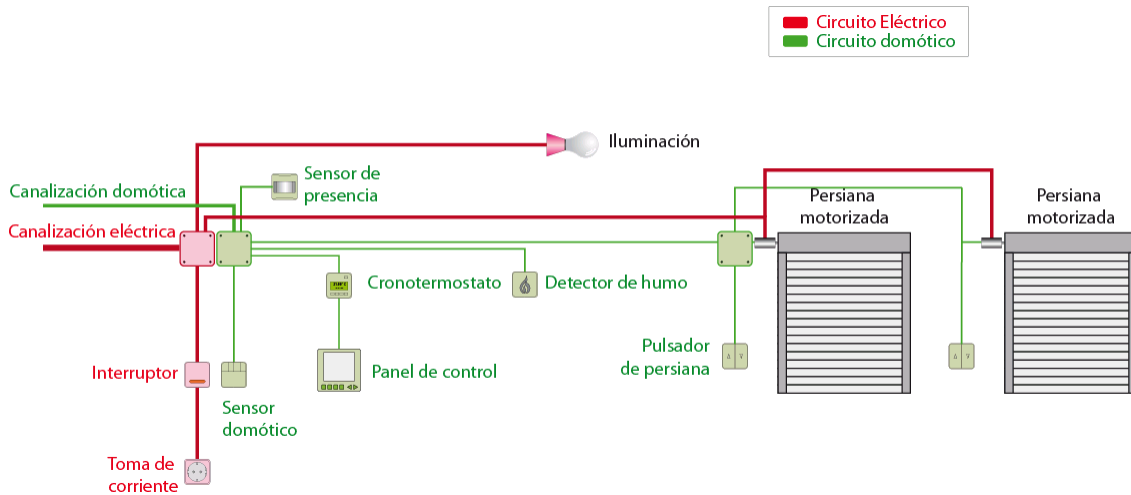 Circuito Eléctrico
Circuito domótico
Iluminación
Sensor de
presencia
Canalización domótica
Canalización eléctrica
Persiana
motorizada
Persiana
motorizada
Cronotermostato
Detector de humo
Interruptor
Panel de control
Pulsador
de persiana
Sensor
domótico
Toma de
corriente